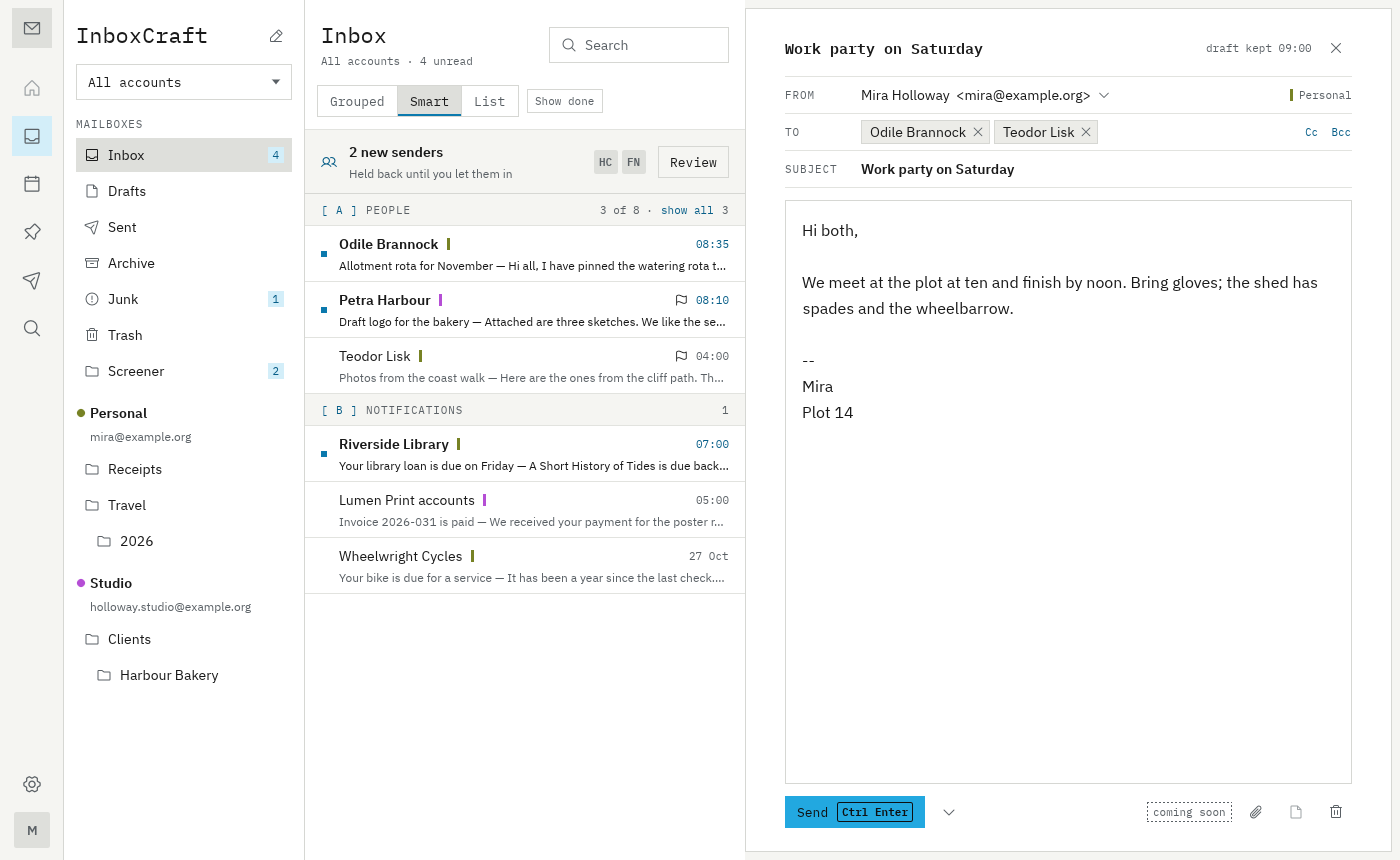 InboxCraft
All accounts
MAILBOXES
Inbox 4
Drafts
Sent
Archive
Junk 1
Trash
Screener 2
Personal
mira@example.org
Receipts
Travel
2026
Studio
holloway.studio@example.org
Clients
Harbour Bakery
M
Inbox
All accounts · 4 unread
Search
Grouped Smart List Show done
2 new senders
Held back until you let them in
HC FN Review
[ A ] PEOPLE 3 of 8 · show all 3
Odile Brannock 08:35
Allotment rota for November — Hi all, I have pinned the watering rota t…
Petra Harbour 08:10
Draft logo for the bakery — Attached are three sketches. We like the se…
Teodor Lisk 04:00
Photos from the coast walk — Here are the ones from the cliff path. Th…
[ B ] NOTIFICATIONS 1
Riverside Library 07:00
Your library loan is due on Friday — A Short History of Tides is due back…
Lumen Print accounts 05:00
Invoice 2026-031 is paid — We received your payment for the poster r…
Wheelwright Cycles 27 Oct
Your bike is due for a service — It has been a year since the last check.…
Work party on Saturday draft kept 09:00
FROM Mira Holloway <mira@example.org> Personal
TO Odile Brannock Teodor Lisk Cc Bcc
SUBJECT Work party on Saturday
Hi both,
We meet at the plot at ten and finish by noon. Bring gloves; the shed has
spades and the wheelbarrow.
--
Mira
Plot 14
Send Ctrl Enter coming soon